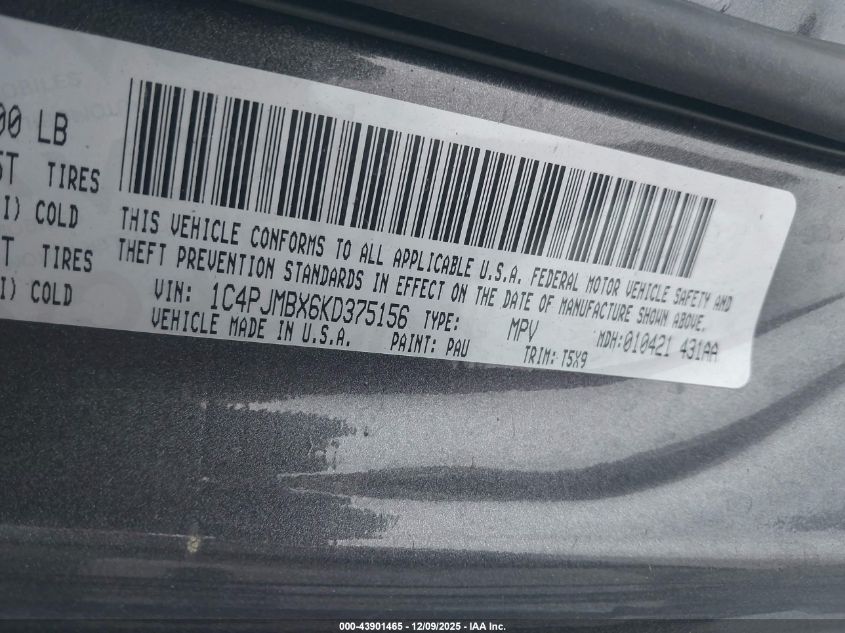 00 LB
5T TIRES
I) COLD
T TIRES
I) COLD
THIS VEHICLE CONFORMS TO ALL APPLICABLE U.S.A. FEDERAL MOTOR VEHICLE SAFETY AND
THEFT PREVENTION STANDARDS IN EFFECT ON THE DATE OF MANUFACTURE SHOWN ABOVE.
VIN: 1C4PJMBX6KD375156 TYPE: MPV MDH:010421 431AA
VEHICLE MADE IN U.S.A. PAINT: PAU TRIM: T5X9
000-43901465 - 12/09/2025 - IAA Inc.